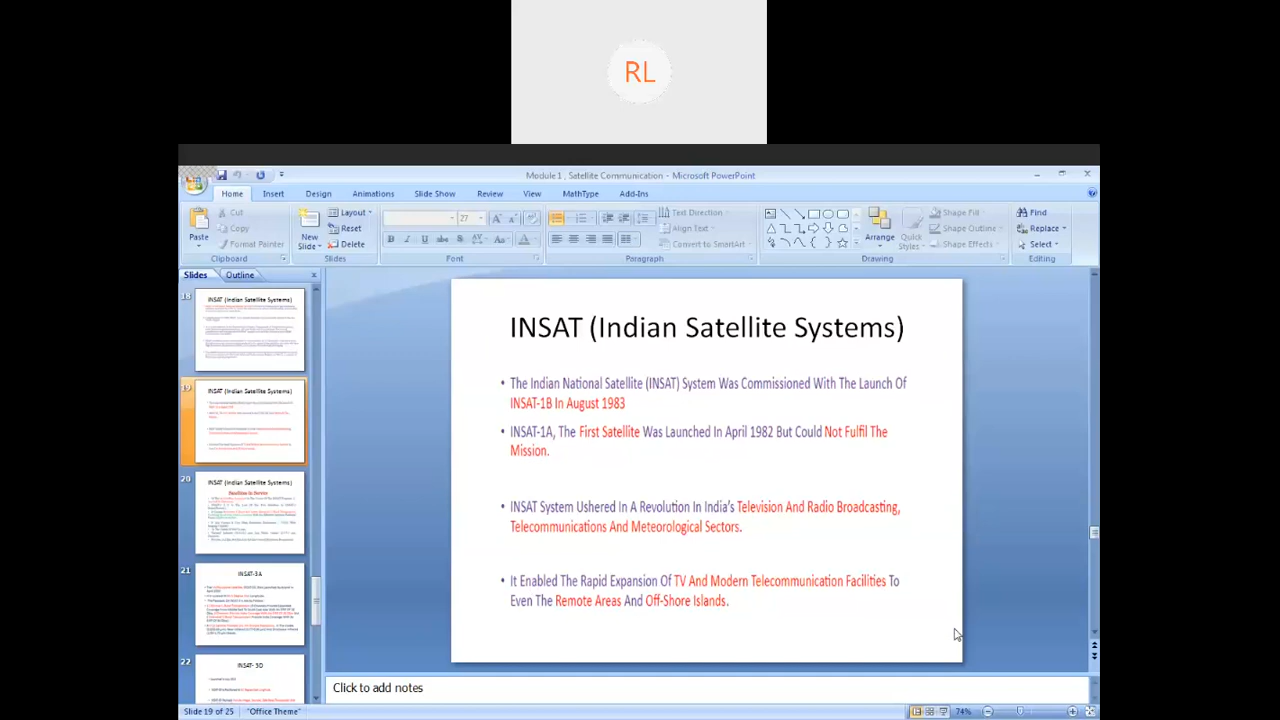 RL
Module 1 , Satellite Communication - Microsoft PowerPoint
Home Insert Design Animations Slide Show Review View MathType Add-Ins
Paste
Cut
Copy
Format Painter
Clipboard
New Slide
Layout
Reset
Delete
Slides
27
Font
Paragraph
Text Direction
Align Text
Convert to SmartArt
Arrange
Quick Styles
Shape Fill
Shape Outline
Shape Effects
Drawing
Find
Replace
Select
Editing
Slides Outline
18
INSAT (Indian Satellite Systems)
19
INSAT (Indian Satellite Systems)
20
INSAT (Indian Satellite Systems)
Satellites In Service
21
INSAT-3A
22
INSAT- 3D
INSAT (Indian Satellite Systems)
• The Indian National Satellite (INSAT) System Was Commissioned With The Launch Of
INSAT-1B In August 1983
• INSAT-1A, The First Satellite Was Launched In April 1982 But Could Not Fulfil The
Mission.
• INSAT System Ushered In A Revolution In India's Television And Radio Broadcasting,
Telecommunications And Meteorological Sectors.
• It Enabled The Rapid Expansion Of TV And Modern Telecommunication Facilities To
Even The Remote Areas And Off-Shore Islands.
Click to add notes
Slide 19 of 25 "Office Theme" 74%